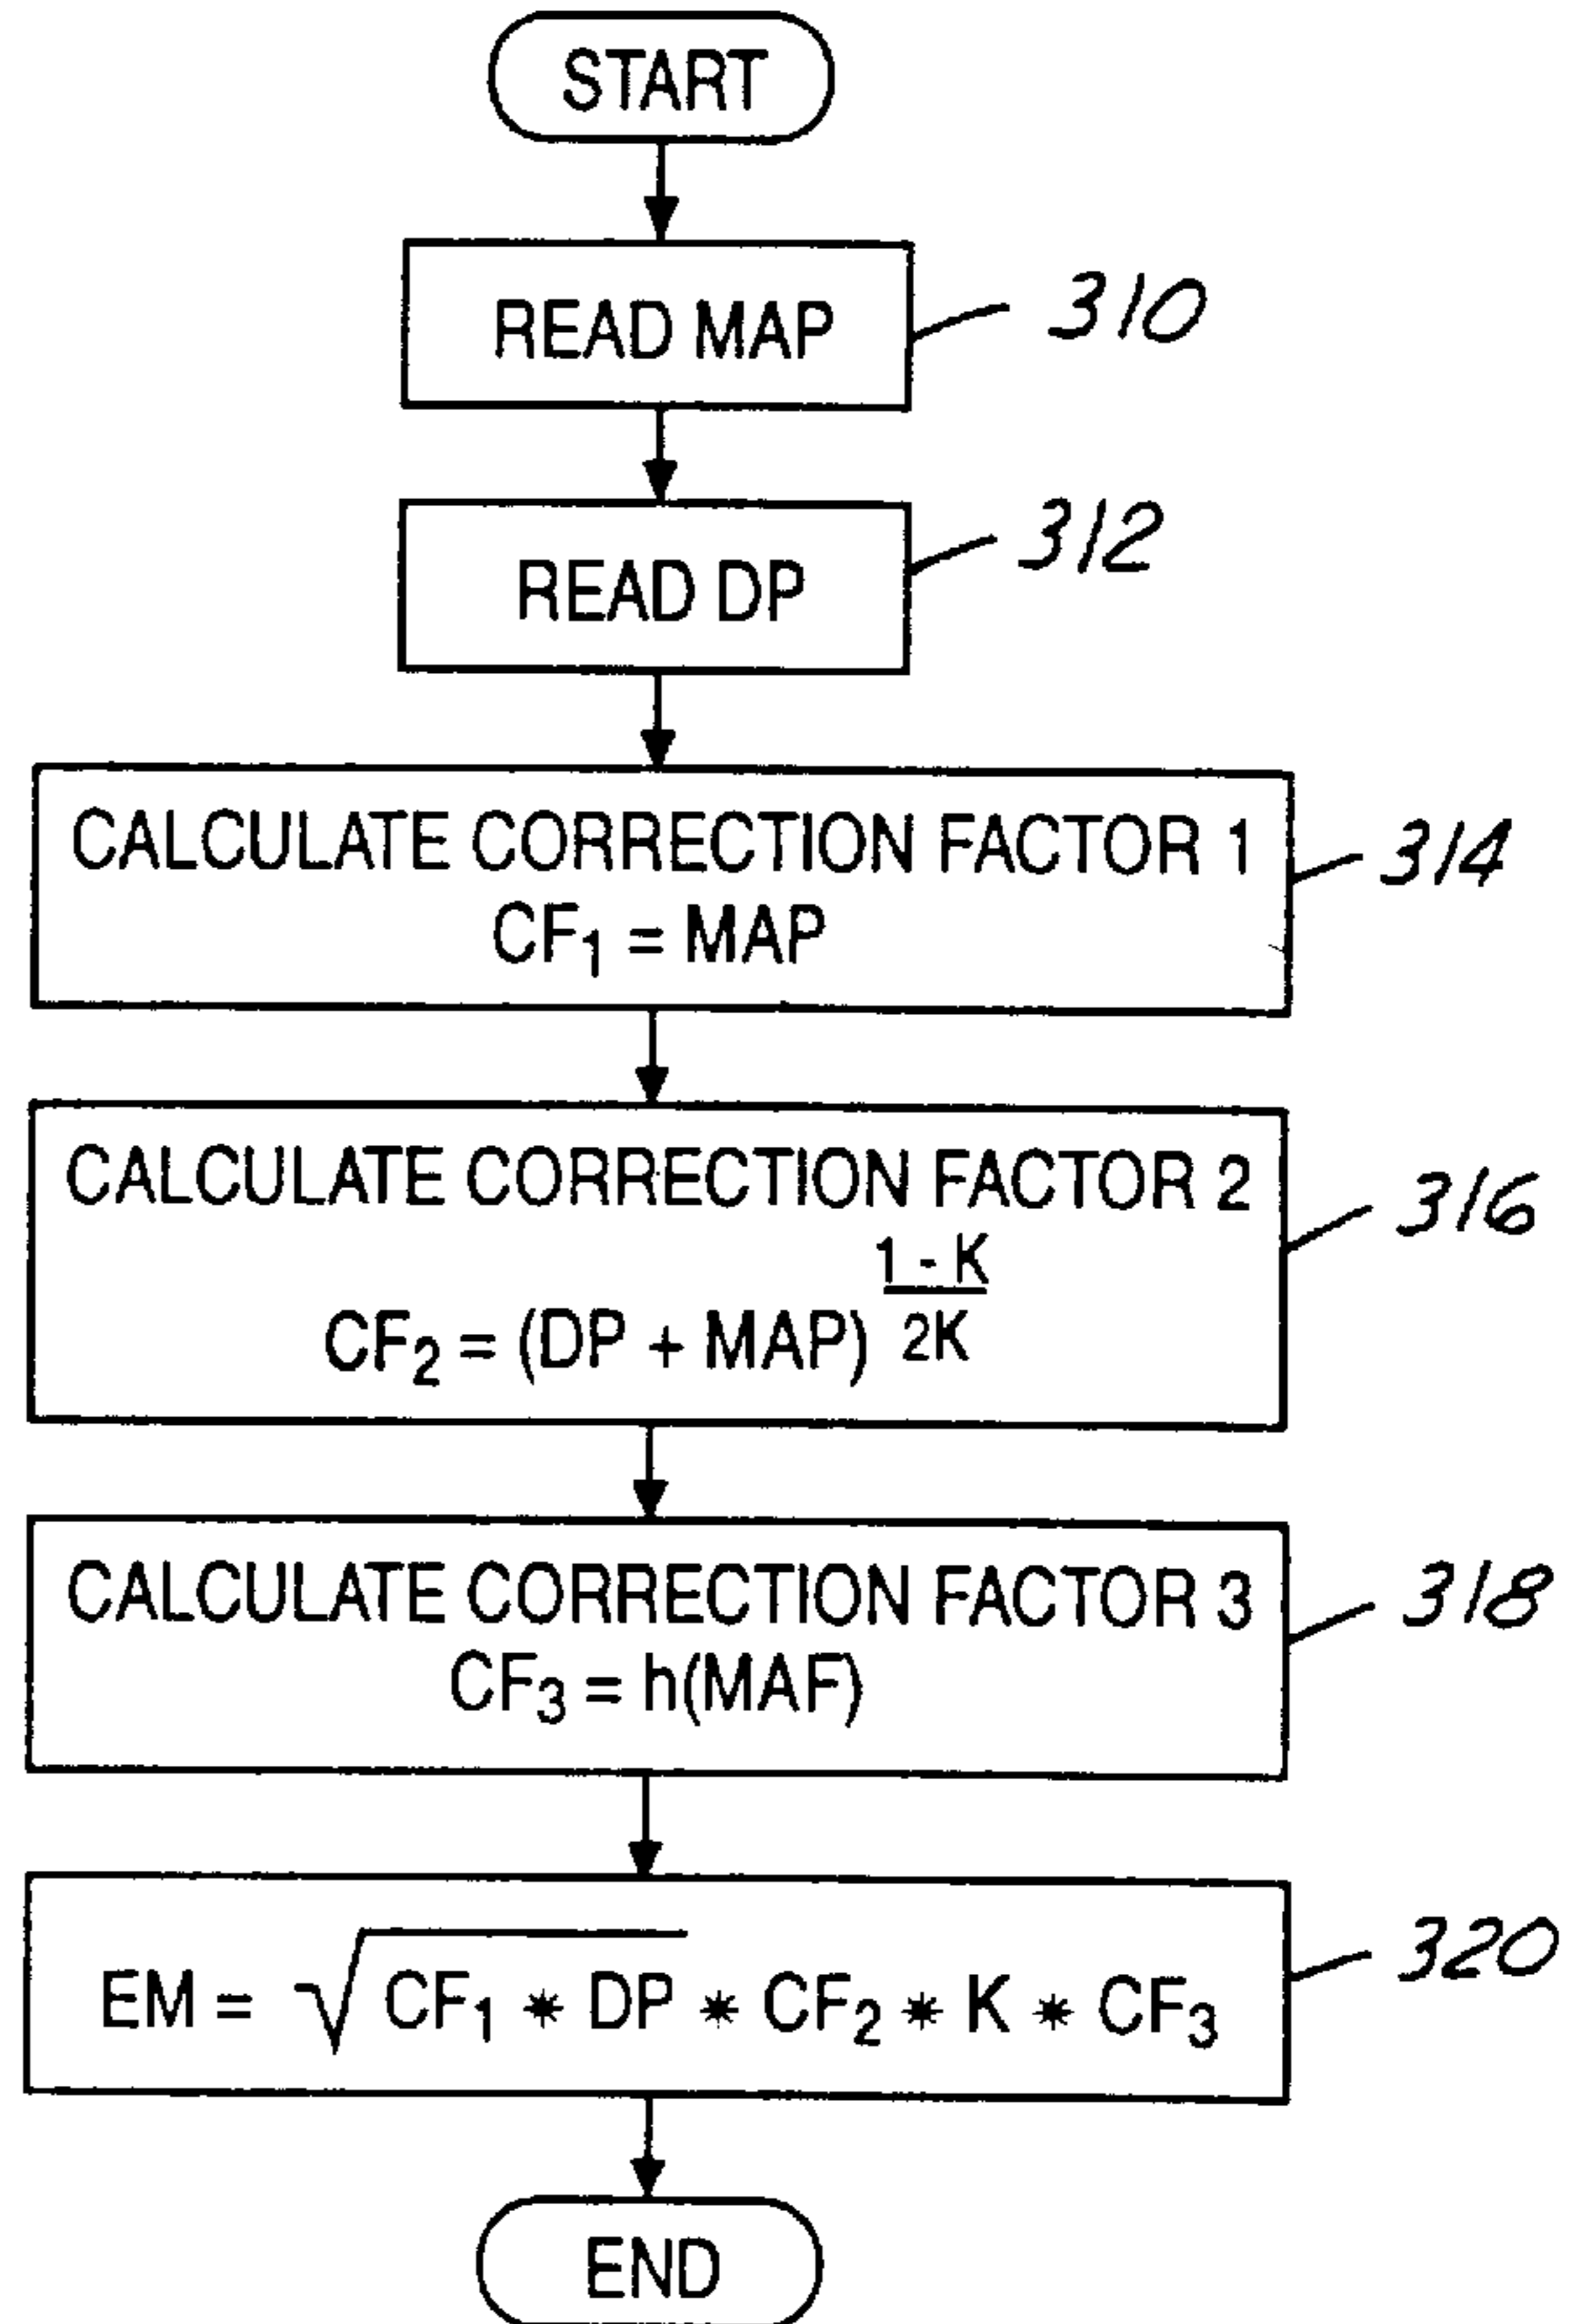 START
READ MAP
310
READ DP
312
CALCULATE CORRECTION FACTOR 1
CF₁ = MAP
314
CALCULATE CORRECTION FACTOR 2
1 - K
CF₂ = (DP + MAP) 2K
316
CALCULATE CORRECTION FACTOR 3
CF₃ = h(MAF)
318
EM = √ CF₁ * DP * CF₂ * K * CF₃
320
END